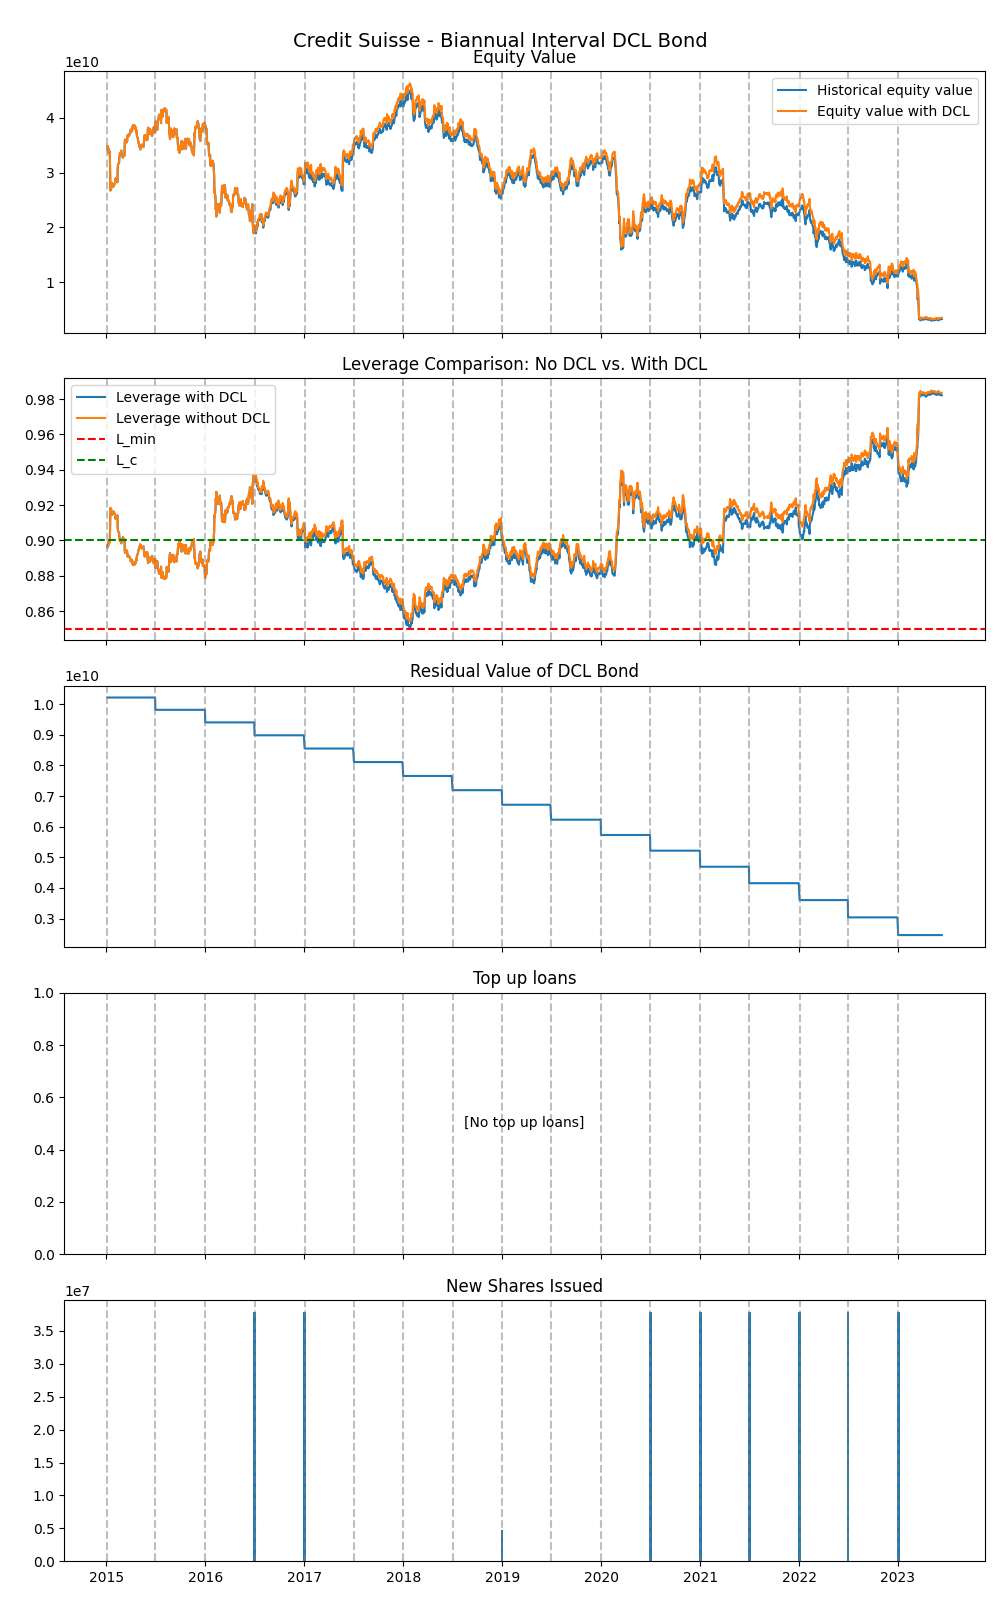 Credit Suisse - Biannual Interval DCL Bond
Equity Value
1e10
Historical equity value
Equity value with DCL
4
3
2
1
Leverage Comparison: No DCL vs. With DCL
Leverage with DCL
Leverage without DCL
L_min
L_c
0.98
0.96
0.94
0.92
0.90
0.88
0.86
Residual Value of DCL Bond
1e10
1.0
0.9
0.8
0.7
0.6
0.5
0.4
0.3
Top up loans
1.0
0.8
0.6
[No top up loans]
0.4
0.2
0.0
New Shares Issued
1e7
3.5
3.0
2.5
2.0
1.5
1.0
0.5
0.0
2015 2016 2017 2018 2019 2020 2021 2022 2023